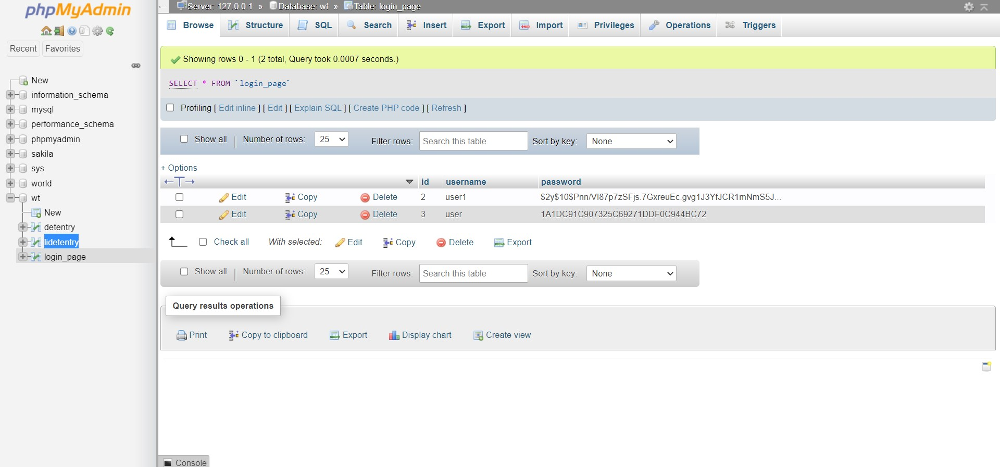 phpMyAdmin
Recent
Favorites
New
information_schema
mysql
performance_schema
phpmyadmin
sakila
sys
world
wt
New
detentry
lidetentry
login_page
Server: 127.0.0.1 » Database: wt » Table: login_page
Browse Structure SQL Search Insert Export Import Privileges Operations Triggers
Showing rows 0 - 1 (2 total, Query took 0.0007 seconds.)
SELECT * FROM `login_page`
Profiling [ Edit inline ] [ Edit ] [ Explain SQL ] [ Create PHP code ] [ Refresh ]
Show all | Number of rows: 25 Filter rows: Search this table Sort by key: None
+ Options
←T→ id username password
Edit Copy Delete 2 user1 $2y$10$Pnn/Vl87p7zSFjs.7GxreuEc.gvg1J3YfJCR1mNmS5J...
Edit Copy Delete 3 user 1A1DC91C907325C69271DDF0C944BC72
Check all With selected: Edit Copy Delete Export
Show all | Number of rows: 25 Filter rows: Search this table Sort by key: None
Query results operations
Print Copy to clipboard Export Display chart Create view
Console